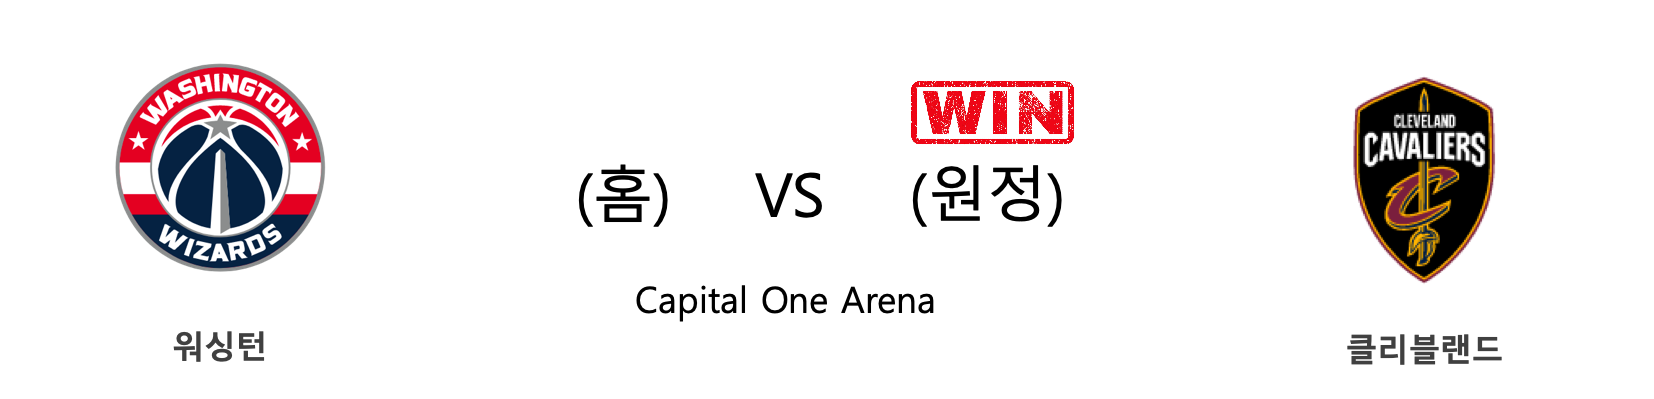 WASHINGTON
WIZARDS
워싱턴
WIN
(홈) VS (원정)
Capital One Arena
CLEVELAND
CAVALIERS
C
클리블랜드